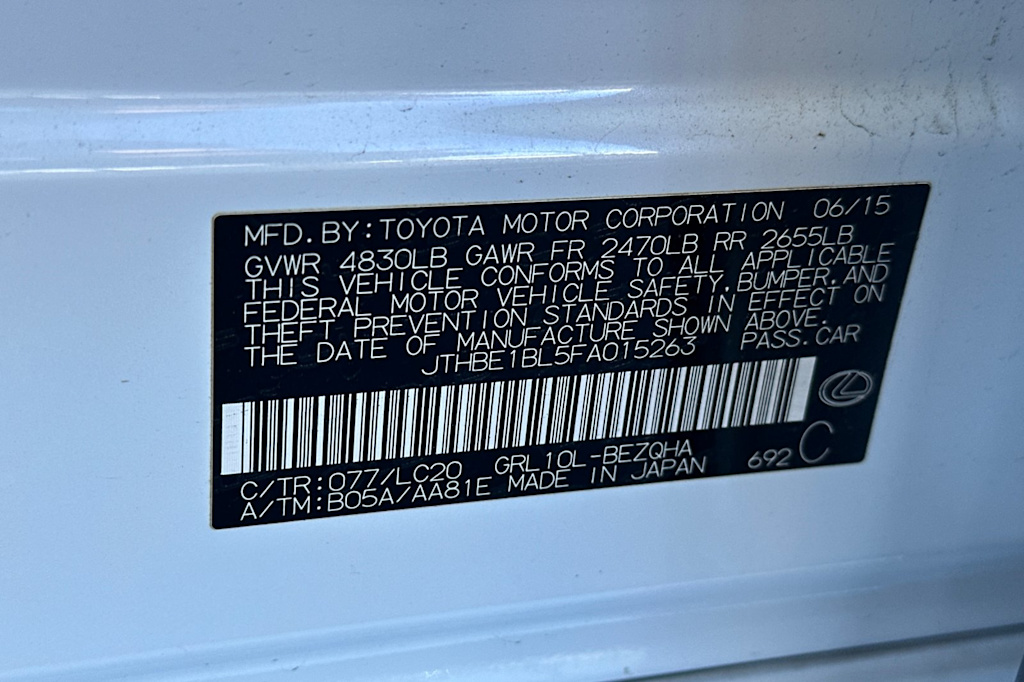 MFD.BY:TOYOTA MOTOR CORPORATION 06/15
GVWR 4830LB GAWR FR 2470LB RR 2655LB
THIS VEHICLE CONFORMS TO ALL APPLICABLE
FEDERAL MOTOR VEHICLE SAFETY,BUMPER,AND
THEFT PREVENTION STANDARDS IN EFFECT ON
THE DATE OF MANUFACTURE SHOWN ABOVE.
JTHBE1BL5FA015263 PASS.CAR
C/TR:077/LC20 GRL10L-BEZQHA 692 C
A/TM:B05A/AA81E MADE IN JAPAN